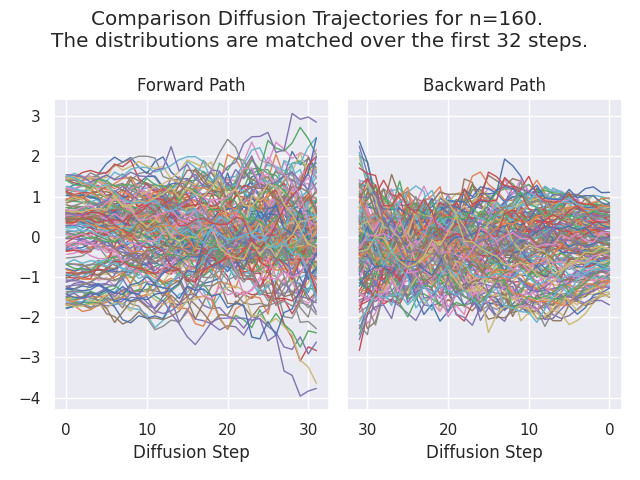 Comparison Diffusion Trajectories for n=160.
The distributions are matched over the first 32 steps.
Forward Path
Backward Path
3
2
1
0
−1
−2
−3
−4
0 10 20 30
30 20 10 0
Diffusion Step
Diffusion Step